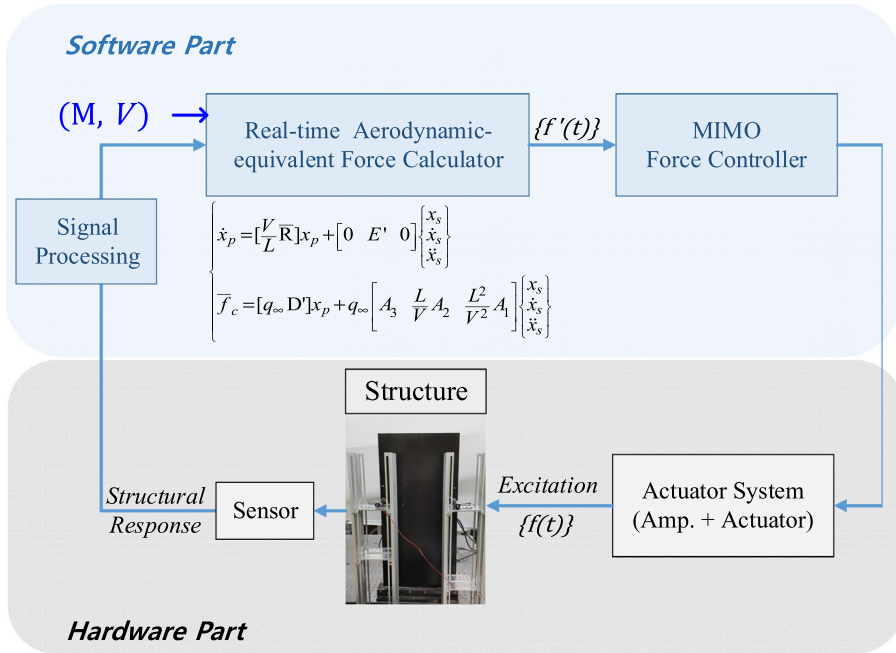 Software Part
(M, V) →
Real-time Aerodynamic-
equivalent Force Calculator
{f'(t)}
MIMO
Force Controller
Signal
Processing
ẋₚ=[V/L R̅]xₚ+[0 E' 0]{xₛ ẋₛ ẍₛ}
f̅_c=[q∞ D']xₚ+q∞[A₃ L/V A₂ L²/V² A₁]{xₛ ẋₛ ẍₛ}
Structure
Structural
Response
Sensor
Excitation
{f(t)}
Actuator System
(Amp. + Actuator)
Hardware Part